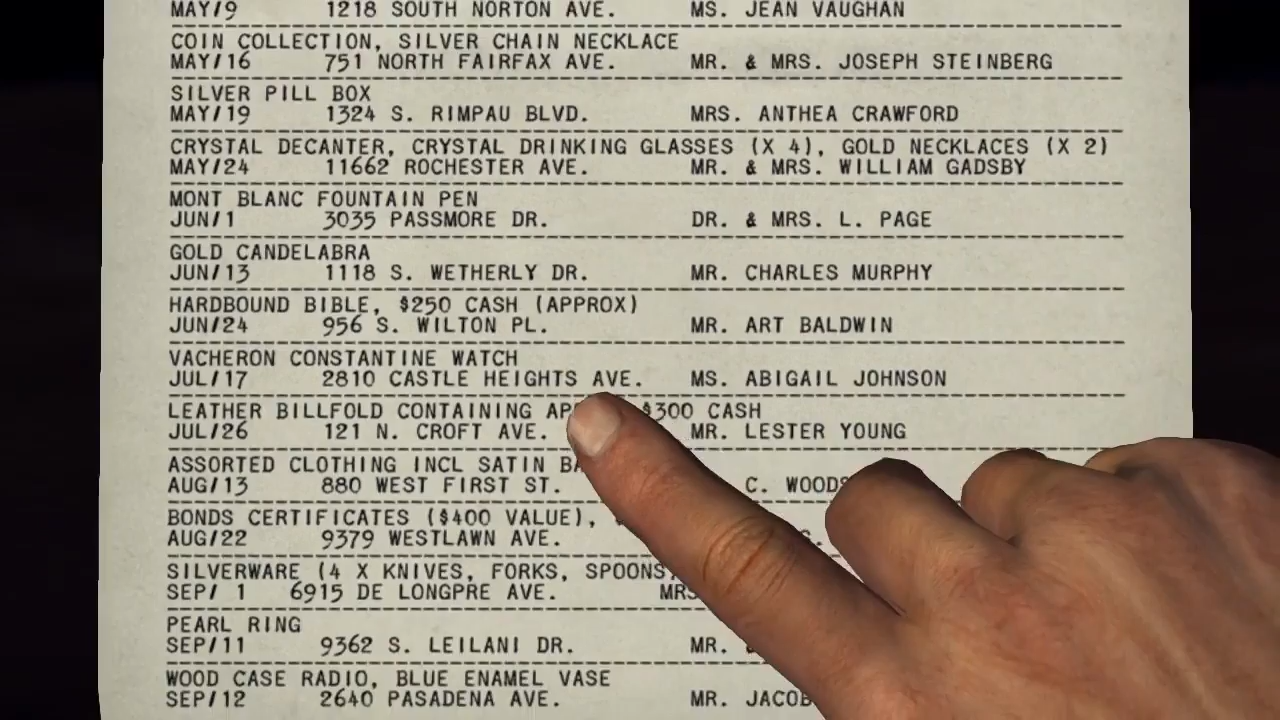 MAY/9 1218 SOUTH NORTON AVE. MS. JEAN VAUGHAN
COIN COLLECTION, SILVER CHAIN NECKLACE
MAY/16 751 NORTH FAIRFAX AVE. MR. & MRS. JOSEPH STEINBERG
SILVER PILL BOX
MAY/19 1324 S. RIMPAU BLVD. MRS. ANTHEA CRAWFORD
CRYSTAL DECANTER, CRYSTAL DRINKING GLASSES (X 4), GOLD NECKLACES (X 2)
MAY/24 11662 ROCHESTER AVE. MR. & MRS. WILLIAM GADSBY
MONT BLANC FOUNTAIN PEN
JUN/1 3035 PASSMORE DR. DR. & MRS. L. PAGE
GOLD CANDELABRA
JUN/13 1118 S. WETHERLY DR. MR. CHARLES MURPHY
HARDBOUND BIBLE, $250 CASH (APPROX)
JUN/24 956 S. WILTON PL. MR. ART BALDWIN
VACHERON CONSTANTINE WATCH
JUL/17 2810 CASTLE HEIGHTS AVE. MS. ABIGAIL JOHNSON
LEATHER BILLFOLD CONTAINING $300 CASH
JUL/26 121 N. CROFT AVE. MR. LESTER YOUNG
ASSORTED CLOTHING INCL SATIN
AUG/13 880 WEST FIRST ST. C.
BONDS CERTIFICATES ($400 VALUE),
AUG/22 9379 WESTLAWN AVE.
SILVERWARE (4 X KNIVES, FORKS, SPOONS
SEP/ 1 6915 DE LONGPRE AVE. MRS
PEARL RING
SEP/11 9362 S. LEILANI DR. MR.
WOOD CASE RADIO, BLUE ENAMEL VASE
SEP/12 2640 PASADENA AVE. MR. JACOB